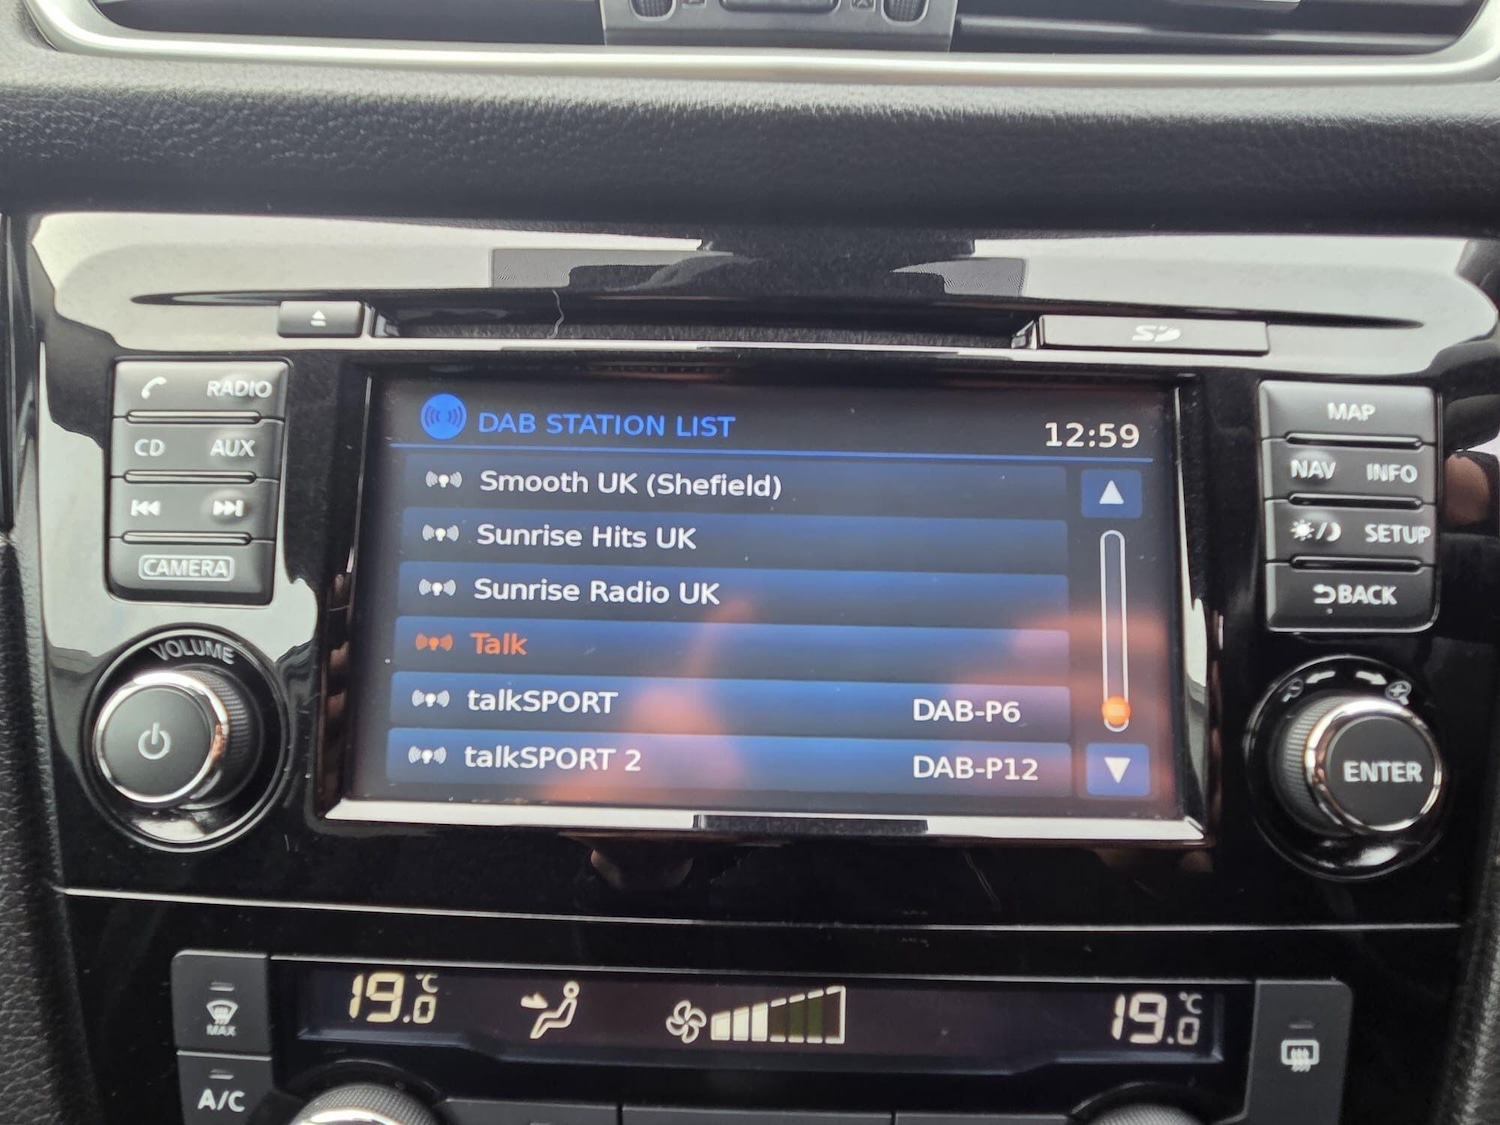 SD
RADIO
CD AUX
CAMERA
VOLUME
DAB STATION LIST
12:59
Smooth UK (Shefield)
Sunrise Hits UK
Sunrise Radio UK
Talk
talkSPORT DAB-P6
talkSPORT 2 DAB-P12
MAP
NAV INFO
SETUP
BACK
ENTER
19.0 °C
19.0 °C
MAX
A/C